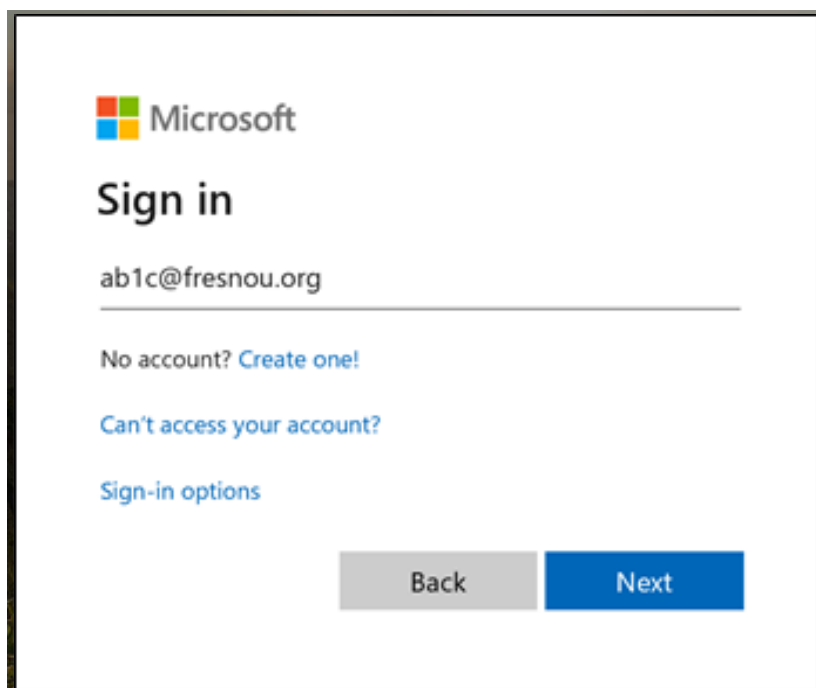 Microsoft
Sign in
ab1c@fresnou.org
No account? Create one!
Can't access your account?
Sign-in options
Back Next